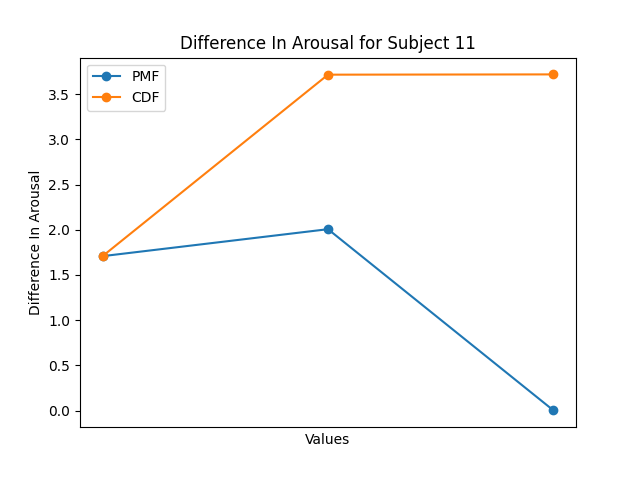 Difference In Arousal for Subject 11
PMF
CDF
3.5
3.0
2.5
2.0
1.5
1.0
0.5
0.0
Difference In Arousal
Values